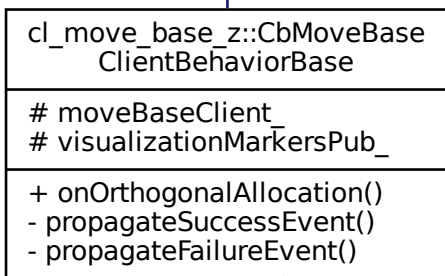 cl_move_base_z::CbMoveBase
ClientBehaviorBase
# moveBaseClient_
# visualizationMarkersPub_
+ onOrthogonalAllocation()
- propagateSuccessEvent()
- propagateFailureEvent()